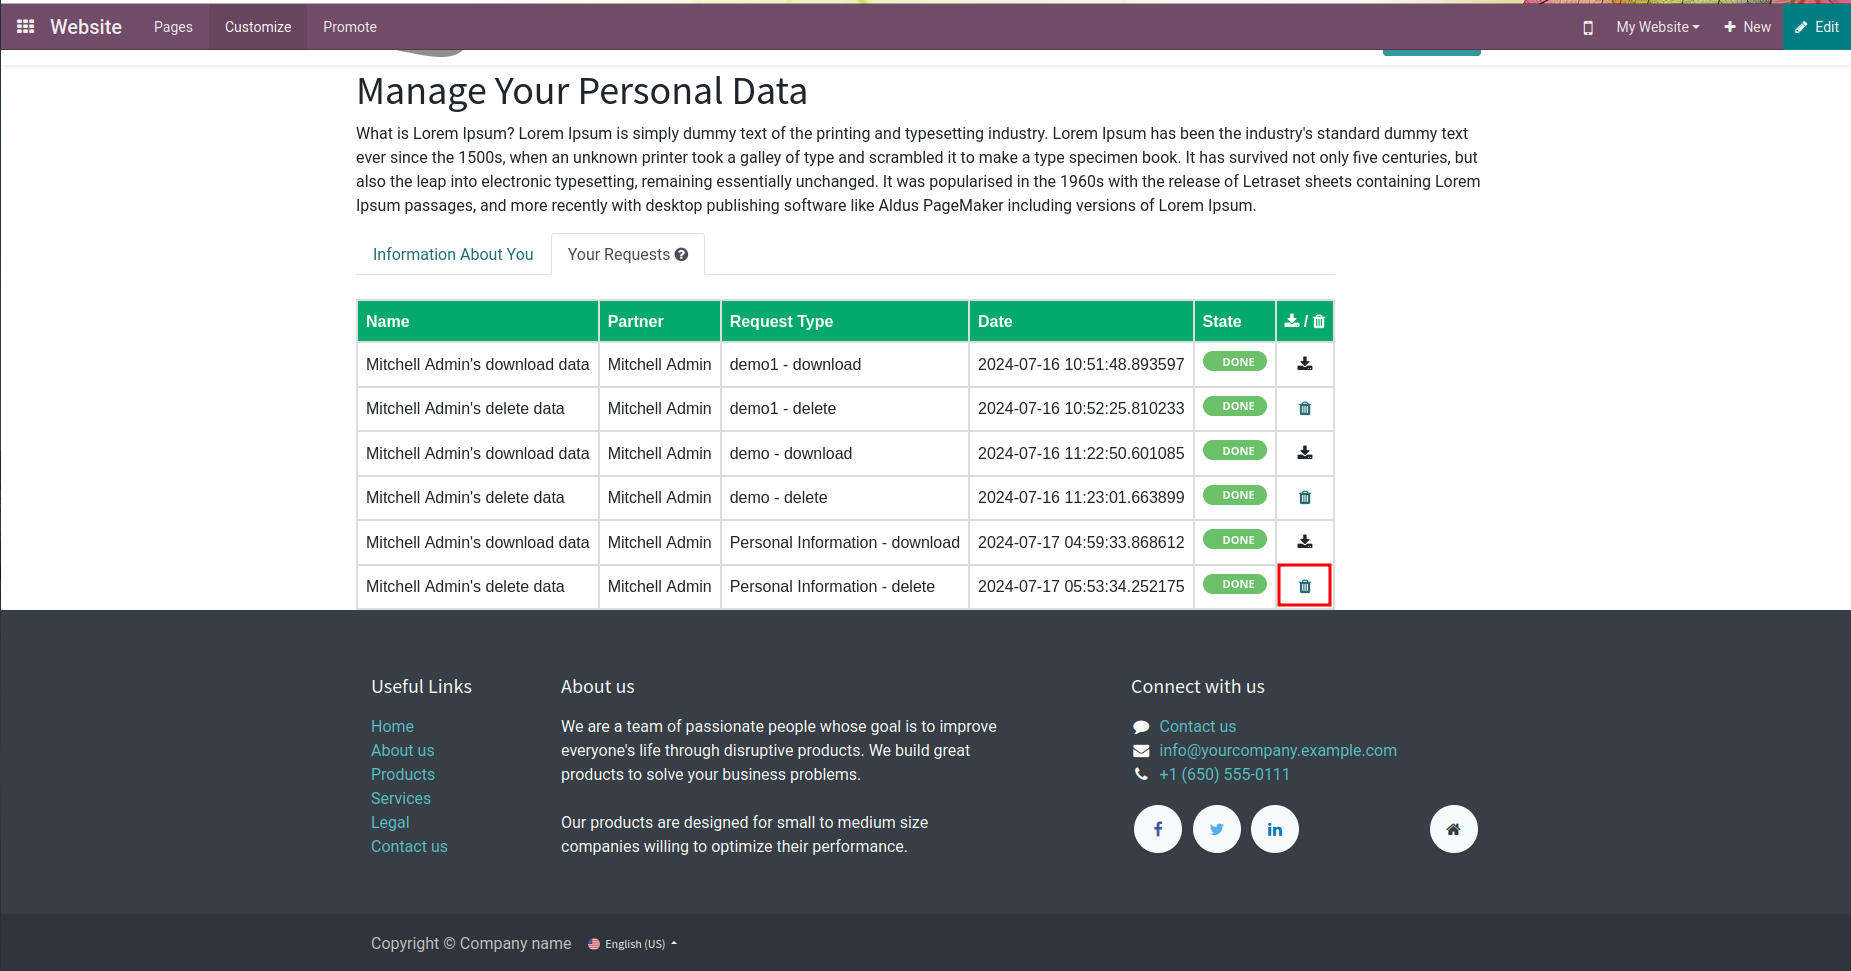 Website Pages Customize Promote My Website New Edit
Manage Your Personal Data
What is Lorem Ipsum? Lorem Ipsum is simply dummy text of the printing and typesetting industry. Lorem Ipsum has been the industry's standard dummy text
ever since the 1500s, when an unknown printer took a galley of type and scrambled it to make a type specimen book. It has survived not only five centuries, but
also the leap into electronic typesetting, remaining essentially unchanged. It was popularised in the 1960s with the release of Letraset sheets containing Lorem
Ipsum passages, and more recently with desktop publishing software like Aldus PageMaker including versions of Lorem Ipsum.
Information About You Your Requests ?
Name Partner Request Type Date State /
Mitchell Admin's download data Mitchell Admin demo1 - download 2024-07-16 10:51:48.893597 DONE
Mitchell Admin's delete data Mitchell Admin demo1 - delete 2024-07-16 10:52:25.810233 DONE
Mitchell Admin's download data Mitchell Admin demo - download 2024-07-16 11:22:50.601085 DONE
Mitchell Admin's delete data Mitchell Admin demo - delete 2024-07-16 11:23:01.663899 DONE
Mitchell Admin's download data Mitchell Admin Personal Information - download 2024-07-17 04:59:33.868612 DONE
Mitchell Admin's delete data Mitchell Admin Personal Information - delete 2024-07-17 05:53:34.252175 DONE
Useful Links
Home
About us
Products
Services
Legal
Contact us
About us
We are a team of passionate people whose goal is to improve
everyone's life through disruptive products. We build great
products to solve your business problems.
Our products are designed for small to medium size
companies willing to optimize their performance.
Connect with us
Contact us
info@yourcompany.example.com
+1 (650) 555-0111
Copyright © Company name English (US)